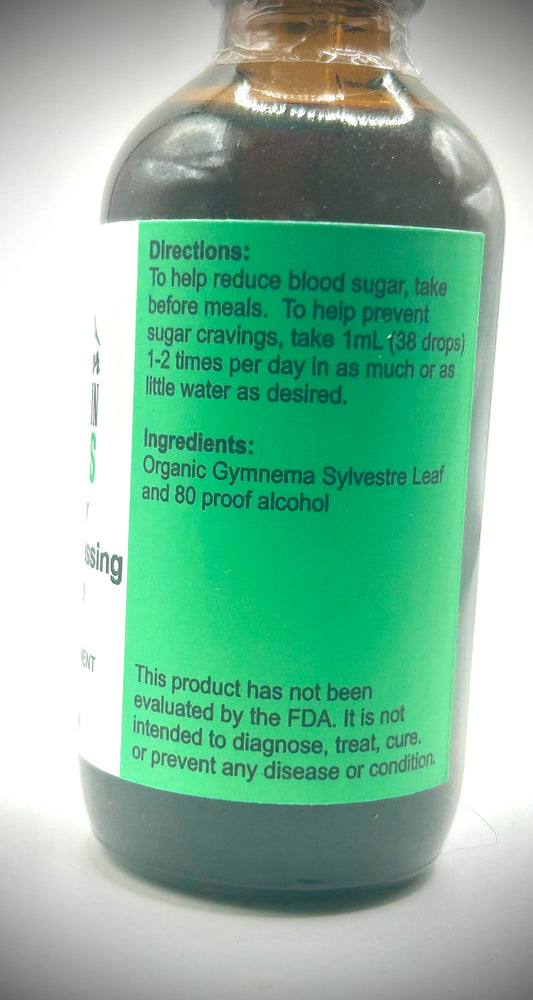 Directions:
To help reduce blood sugar, take
before meals. To help prevent
sugar cravings, take 1mL (38 drops)
1-2 times per day in as much or as
little water as desired.
Ingredients:
Organic Gymnema Sylvestre Leaf
and 80 proof alcohol
This product has not been
evaluated by the FDA. It is not
intended to diagnose, treat, cure.
or prevent any disease or condition.